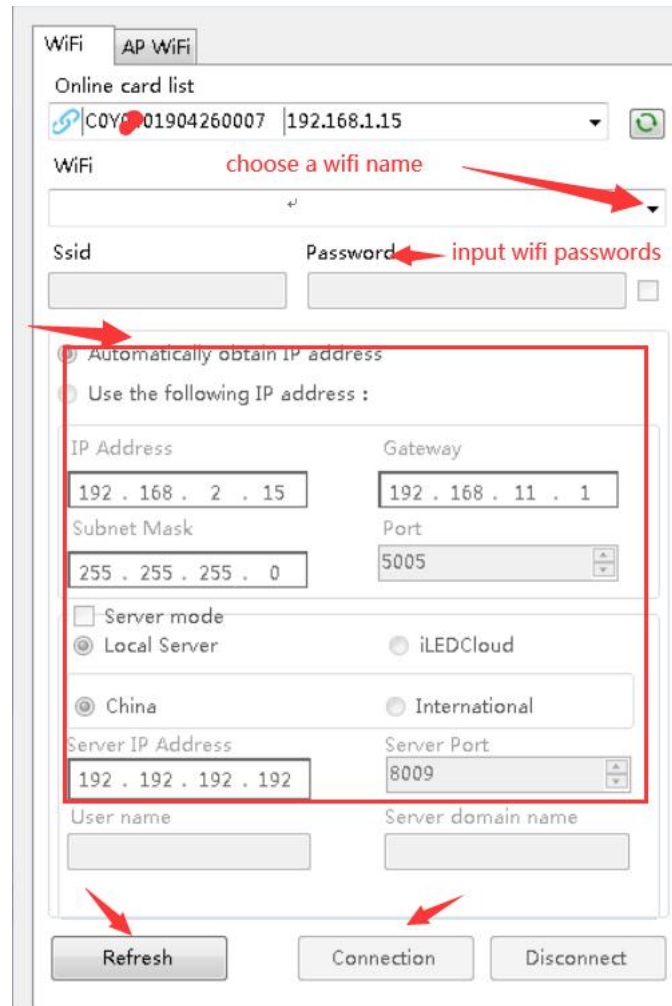 WiFi AP WiFi
Online card list
192.168.1.15
WiFi choose a wifi name
Ssid Password input wifi passwords
Automatically obtain IP address
Use the following IP address :
IP Address Gateway
192 . 168 . 2 . 15 192 . 168 . 11 . 1
Subnet Mask Port
255 . 255 . 255 . 0 5005
Server mode
Local Server iLEDCloud
China International
Server IP Address Server Port
192 . 192 . 192 . 192 8009
User name Server domain name
Refresh Connection Disconnect